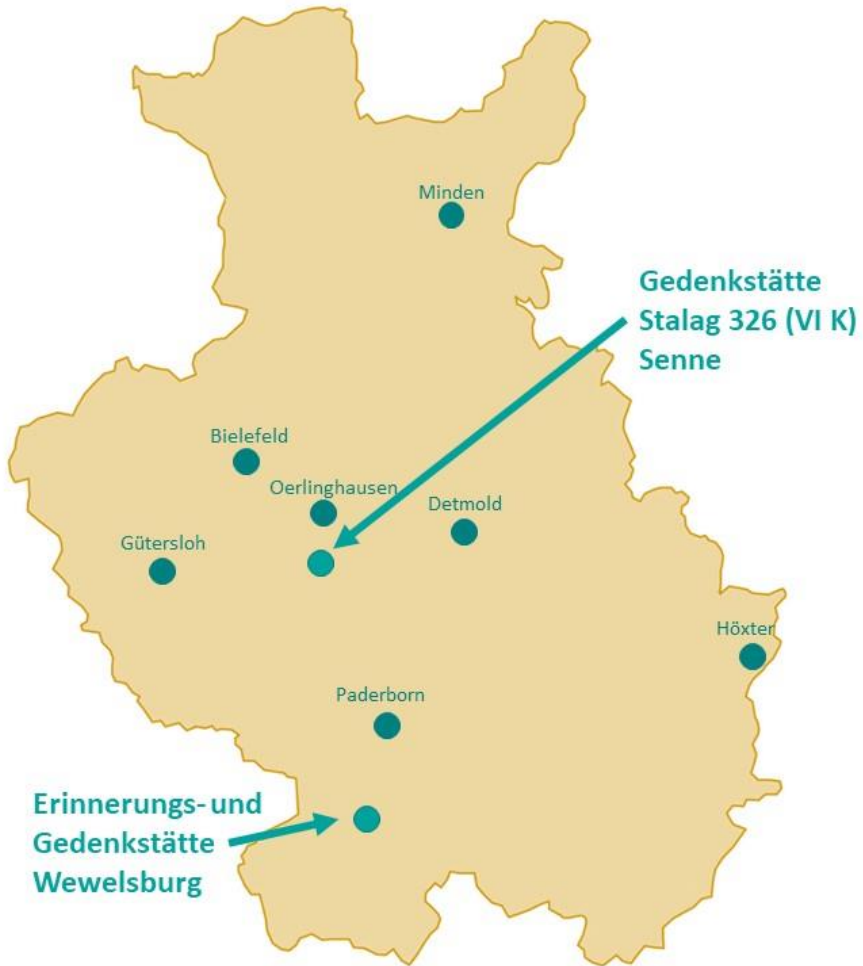 Minden
Gedenkstätte
Stalag 326 (VI K)
Senne
Bielefeld
Oerlinghausen
Detmold
Gütersloh
Höxter
Paderborn
Erinnerungs- und
Gedenkstätte
Wewelsburg